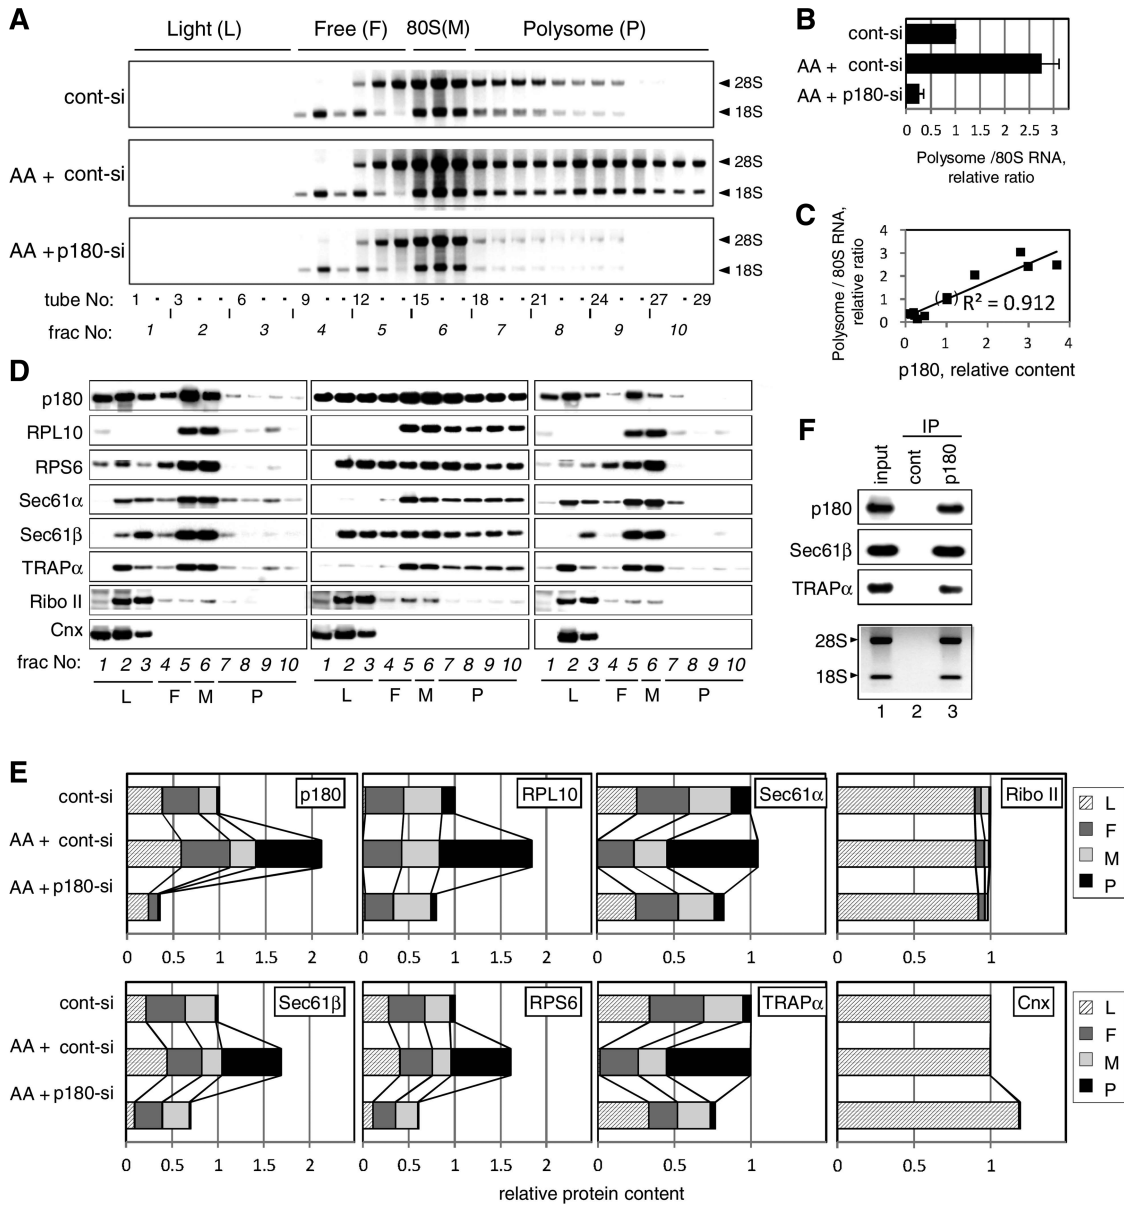 A
Light (L) Free (F) 80S(M) Polysome (P)
cont-si
28S
18S
AA + cont-si
28S
18S
AA + p180-si
28S
18S
tube No: 1 3 6 9 12 15 18 21 24 27 29
frac No: 1 2 3 4 5 6 7 8 9 10
B
cont-si
AA + cont-si
AA + p180-si
0 0.5 1 1.5 2 2.5 3
Polysome /80S RNA,
relative ratio
C
Polysome / 80S RNA,
relative ratio
4
3
2
1
0
( )
R² = 0.912
0 1 2 3 4
p180, relative content
D
p180
RPL10
RPS6
Sec61α
Sec61β
TRAPα
Ribo II
Cnx
frac No: 1 2 3 4 5 6 7 8 9 10 1 2 3 4 5 6 7 8 9 10 1 2 3 4 5 6 7 8 9 10
L F M P L F M P L F M P
F
IP
input cont p180
p180
Sec61β
TRAPα
28S
18S
1 2 3
E
cont-si
AA + cont-si
AA + p180-si
p180 RPL10 Sec61α Ribo II
L
F
M
P
0 0.5 1 1.5 2 0 0.5 1 1.5 2 0 1 0 1
cont-si
AA + cont-si
AA + p180-si
Sec61β RPS6 TRAPα Cnx
L
F
M
P
0 0.5 1 1.5 2 0 0.5 1 1.5 2 0 1 0 1
relative protein content